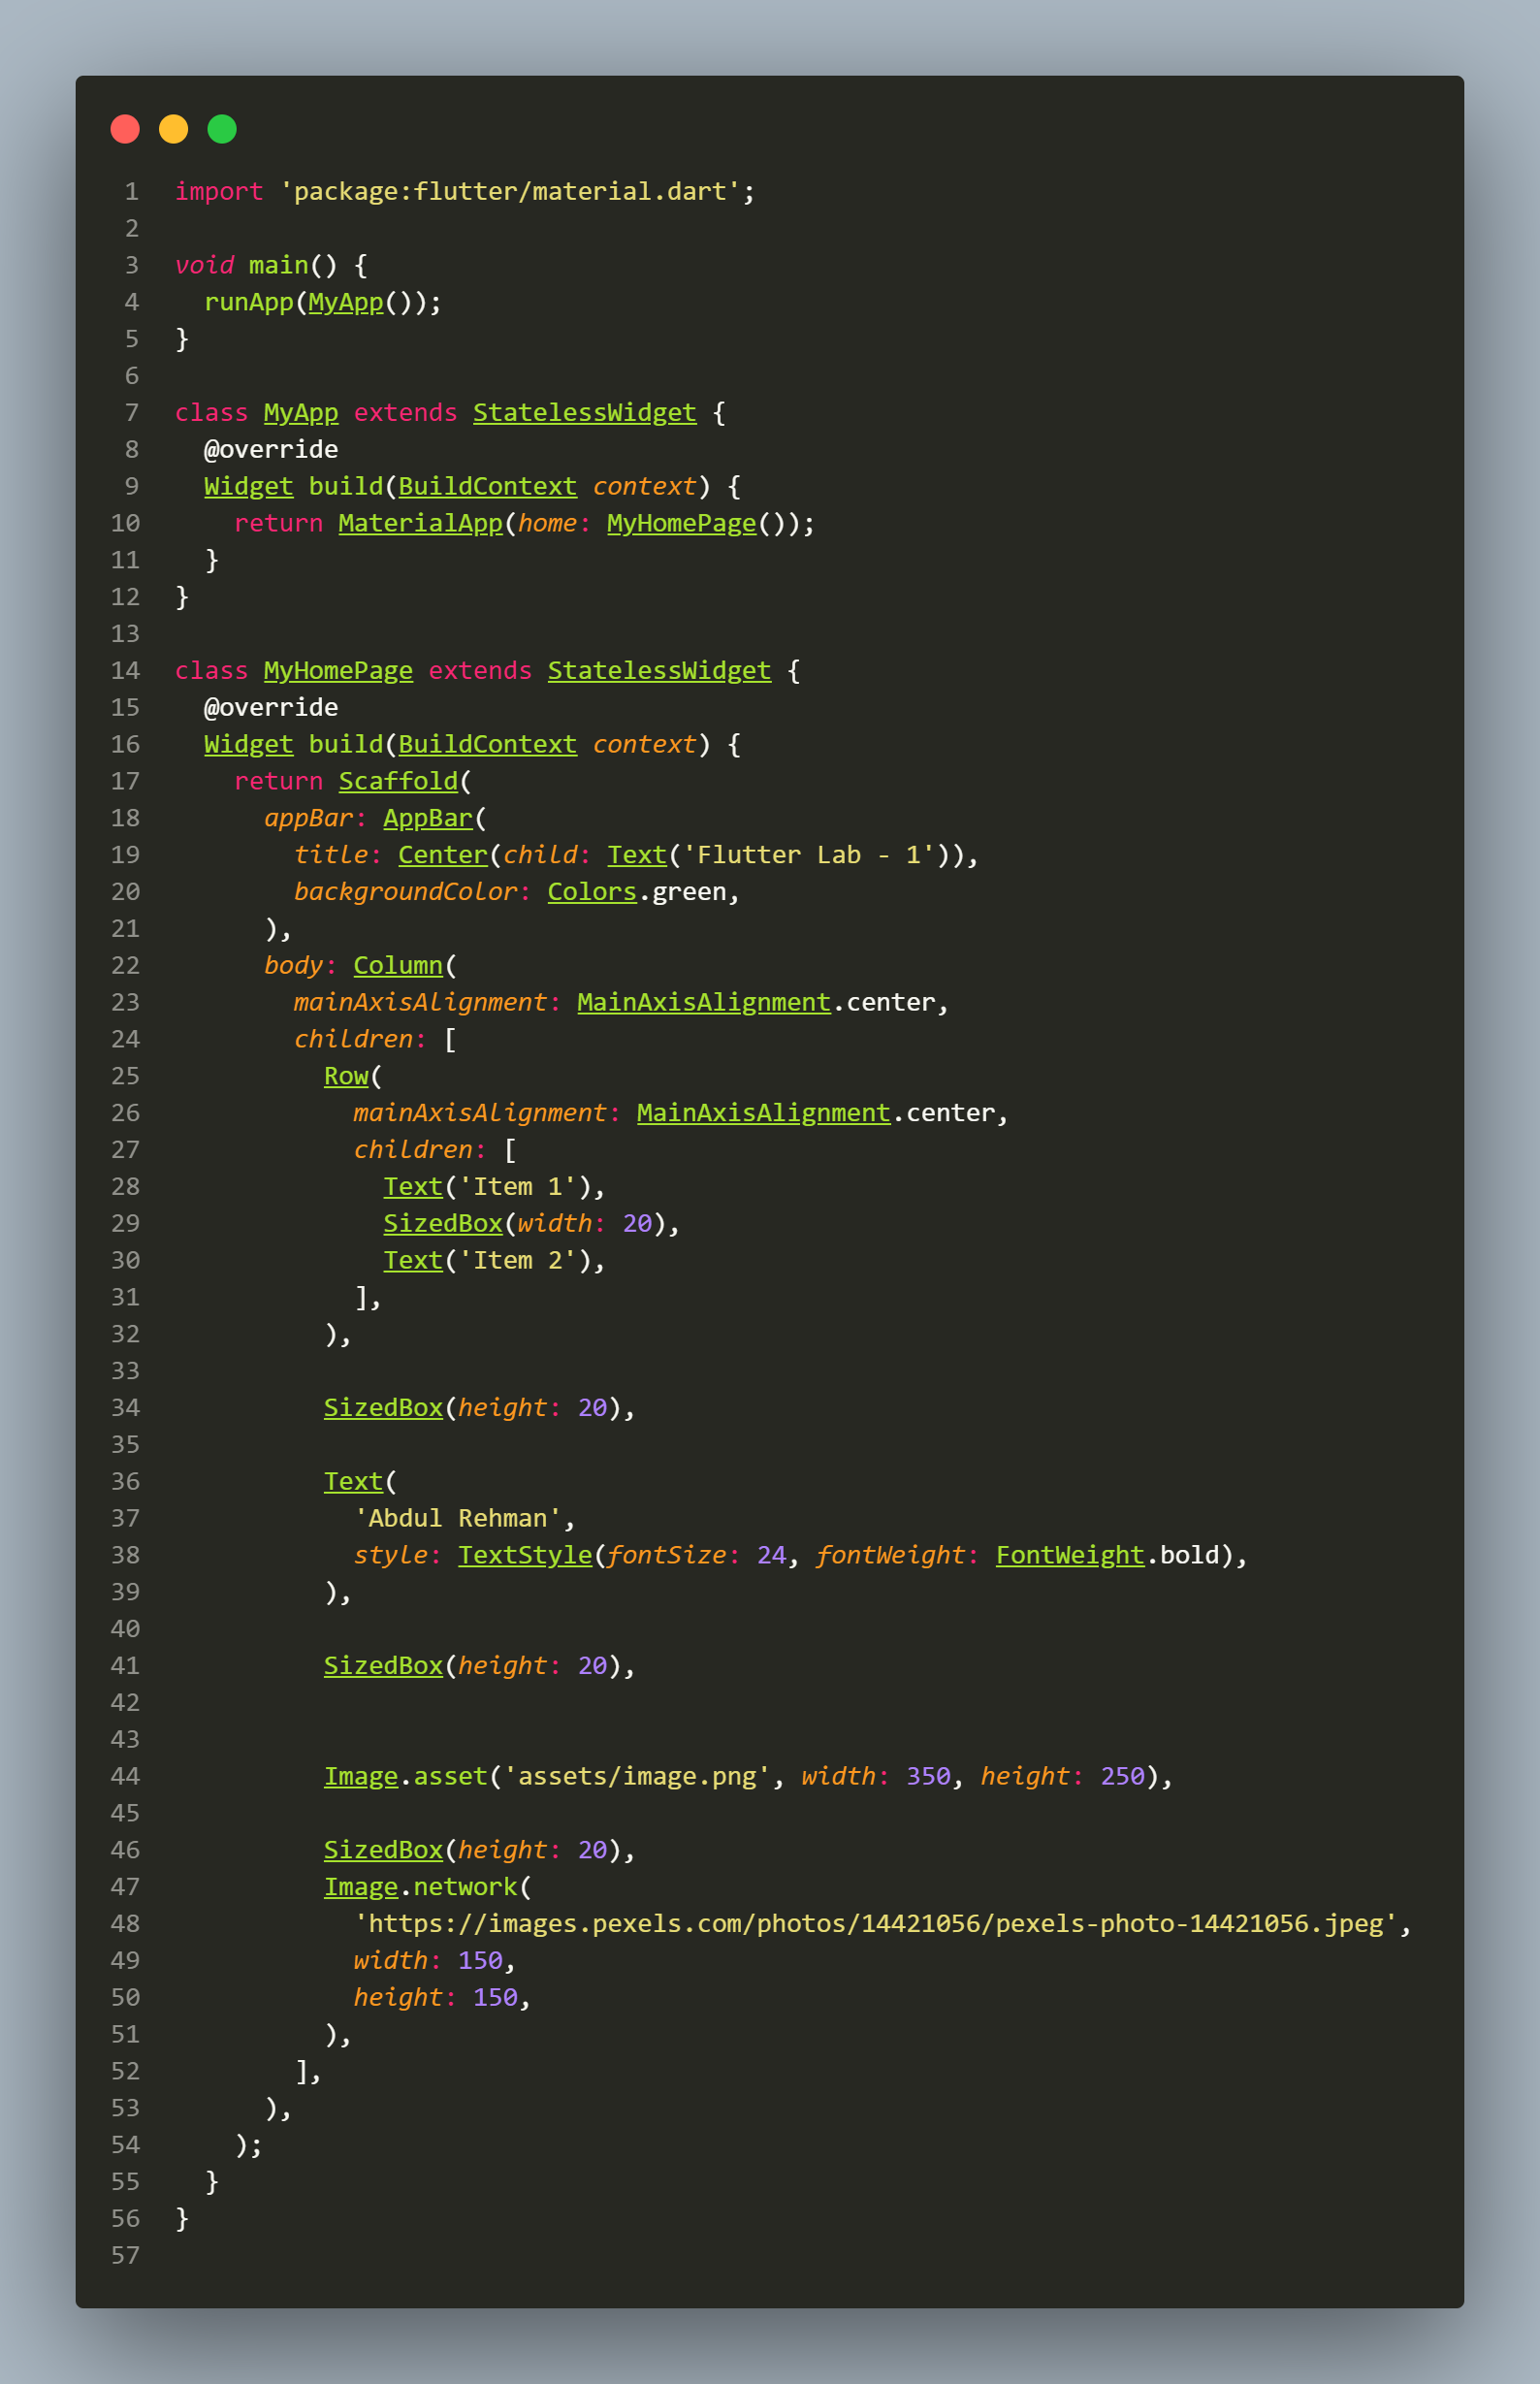 1 import 'package:flutter/material.dart';
2
3 void main() {
4   runApp(MyApp());
5 }
6
7 class MyApp extends StatelessWidget {
8   @override
9   Widget build(BuildContext context) {
10     return MaterialApp(home: MyHomePage());
11   }
12 }
13
14 class MyHomePage extends StatelessWidget {
15   @override
16   Widget build(BuildContext context) {
17     return Scaffold(
18       appBar: AppBar(
19         title: Center(child: Text('Flutter Lab - 1')),
20         backgroundColor: Colors.green,
21       ),
22       body: Column(
23         mainAxisAlignment: MainAxisAlignment.center,
24         children: [
25           Row(
26             mainAxisAlignment: MainAxisAlignment.center,
27             children: [
28               Text('Item 1'),
29               SizedBox(width: 20),
30               Text('Item 2'),
31             ],
32           ),
33
34           SizedBox(height: 20),
35
36           Text(
37             'Abdul Rehman',
38             style: TextStyle(fontSize: 24, fontWeight: FontWeight.bold),
39           ),
40
41           SizedBox(height: 20),
42
43
44           Image.asset('assets/image.png', width: 350, height: 250),
45
46           SizedBox(height: 20),
47           Image.network(
48             'https://images.pexels.com/photos/14421056/pexels-photo-14421056.jpeg',
49             width: 150,
50             height: 150,
51           ),
52         ],
53       ),
54     );
55   }
56 }
57